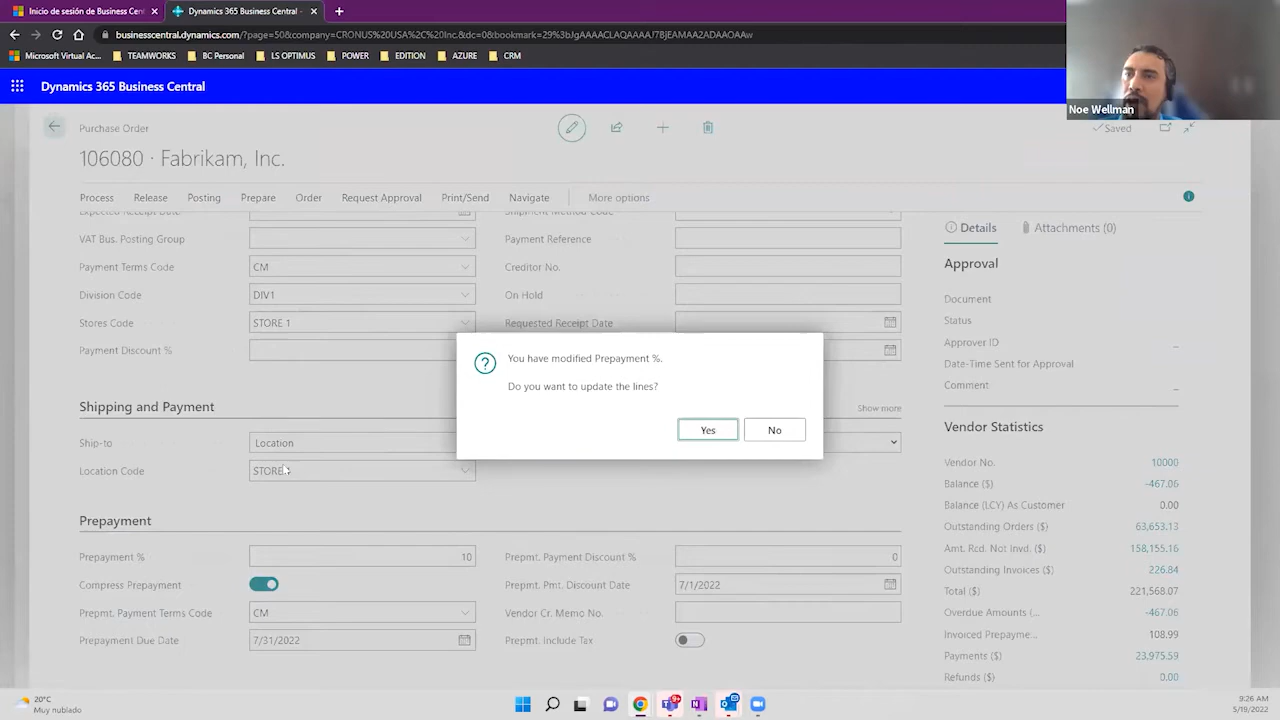 Inicio de sesión de Business Cent
Dynamics 365 Business Central -
businesscentral.dynamics.com/?page=50&company=CRONUS%20USA%2C%20Inc.&dc=0&bookmark=29%3bJgAAAACLAQAAAAJ7BjEAMAA2ADAAOAAw
Microsoft Virtual Ac...
TEAMWORKS
BC Personal
LS OPTIMUS
POWER
EDITION
AZURE
CRM
Noe Wellman
Dynamics 365 Business Central
Purchase Order
Saved
106080 · Fabrikam, Inc.
Process Release Posting Prepare Order Request Approval Print/Send Navigate More options
Expected Receipt Date
Shipment Method Code
VAT Bus. Posting Group
Payment Reference
Payment Terms Code CM
Creditor No.
Division Code DIV1
On Hold
Stores Code STORE 1
Requested Receipt Date
Payment Discount %
You have modified Prepayment %.
Do you want to update the lines?
Yes No
Shipping and Payment
Show more
Ship-to Location
Location Code STORE
Prepayment
Prepayment % 10
Prepmt. Payment Discount % 0
Compress Prepayment
Prepmt. Pmt. Discount Date 7/1/2022
Prepmt. Payment Terms Code CM
Vendor Cr. Memo No.
Prepayment Due Date 7/31/2022
Prepmt. Include Tax
Details Attachments (0)
Approval
Document
Status
Approver ID _
Date-Time Sent for Approval
Comment _
Vendor Statistics
Vendor No. 10000
Balance ($) -467.06
Balance (LCY) As Customer 0.00
Outstanding Orders ($) 63,653.13
Amt. Rcd. Not Invd. ($) 158,155.16
Outstanding Invoices ($) 226.84
Total ($) 221,568.07
Overdue Amounts (... -467.06
Invoiced Prepayme... 108.99
Payments ($) 23,975.59
Refunds ($) 0.00
20°C
Muy nublado
9+
9:26 AM
5/19/2022